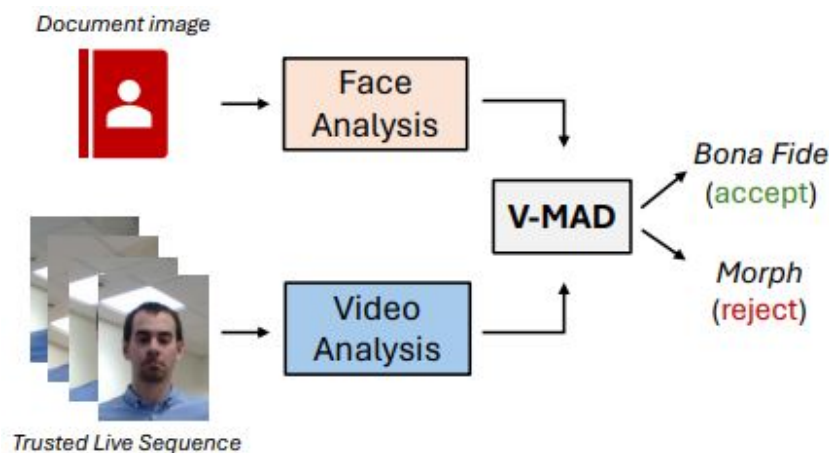 Document image
Face
Analysis
V-MAD
Bona Fide
(accept)
Morph
(reject)
Video
Analysis
Trusted Live Sequence